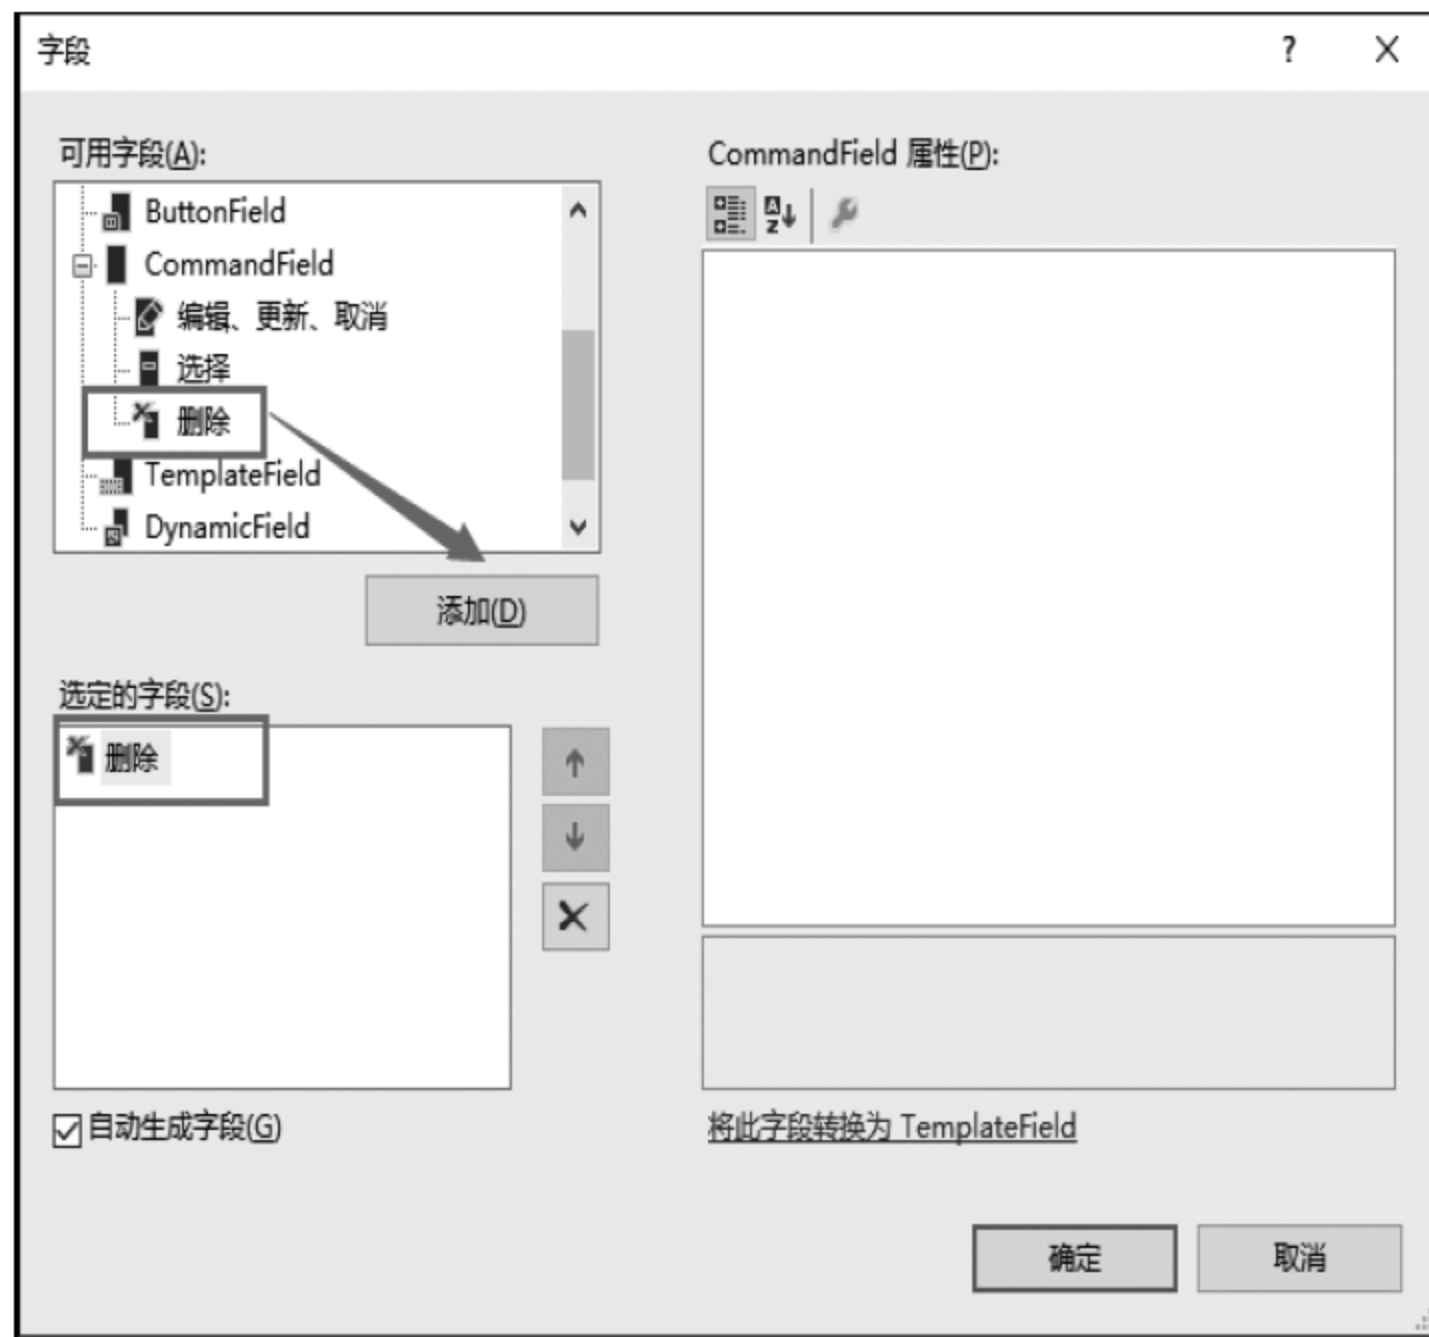 字段
?
可用字段(A):
ButtonField
CommandField
编辑、更新、取消
选择
删除
TemplateField
DynamicField
添加(D)
选定的字段(S):
删除
自动生成字段(G)
CommandField 属性(P):
将此字段转换为 TemplateField
确定
取消